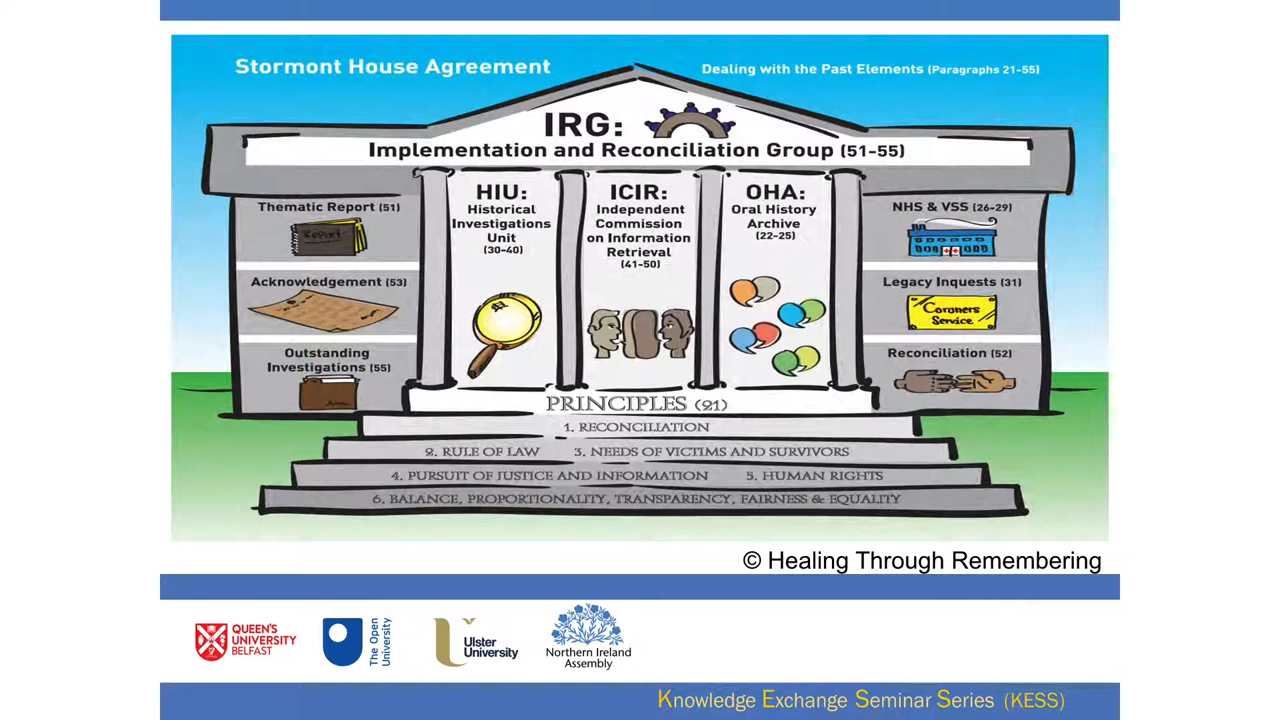 Stormont House Agreement
Dealing with the Past Elements (Paragraphs 21-55)
IRG:
Implementation and Reconciliation Group (51-55)
Thematic Report (51)
Report
Acknowledgement (53)
Outstanding
Investigations (55)
HIU:
Historical
Investigations
Unit
(30-40)
ICIR:
Independent
Commission
on Information
Retrieval
(41-50)
OHA:
Oral History
Archive
(22-25)
NHS & VSS (26-29)
Legacy Inquests (31)
Coroners
Service
Reconciliation (52)
PRINCIPLES (21)
1. RECONCILIATION
2. RULE OF LAW 3. NEEDS OF VICTIMS AND SURVIVORS
4. PURSUIT OF JUSTICE AND INFORMATION 5. HUMAN RIGHTS
6. BALANCE, PROPORTIONALITY, TRANSPARENCY, FAIRNESS & EQUALITY
© Healing Through Remembering
QUEEN'S
UNIVERSITY
BELFAST
The Open
University
Ulster
University
Northern Ireland
Assembly
Knowledge Exchange Seminar Series (KESS)